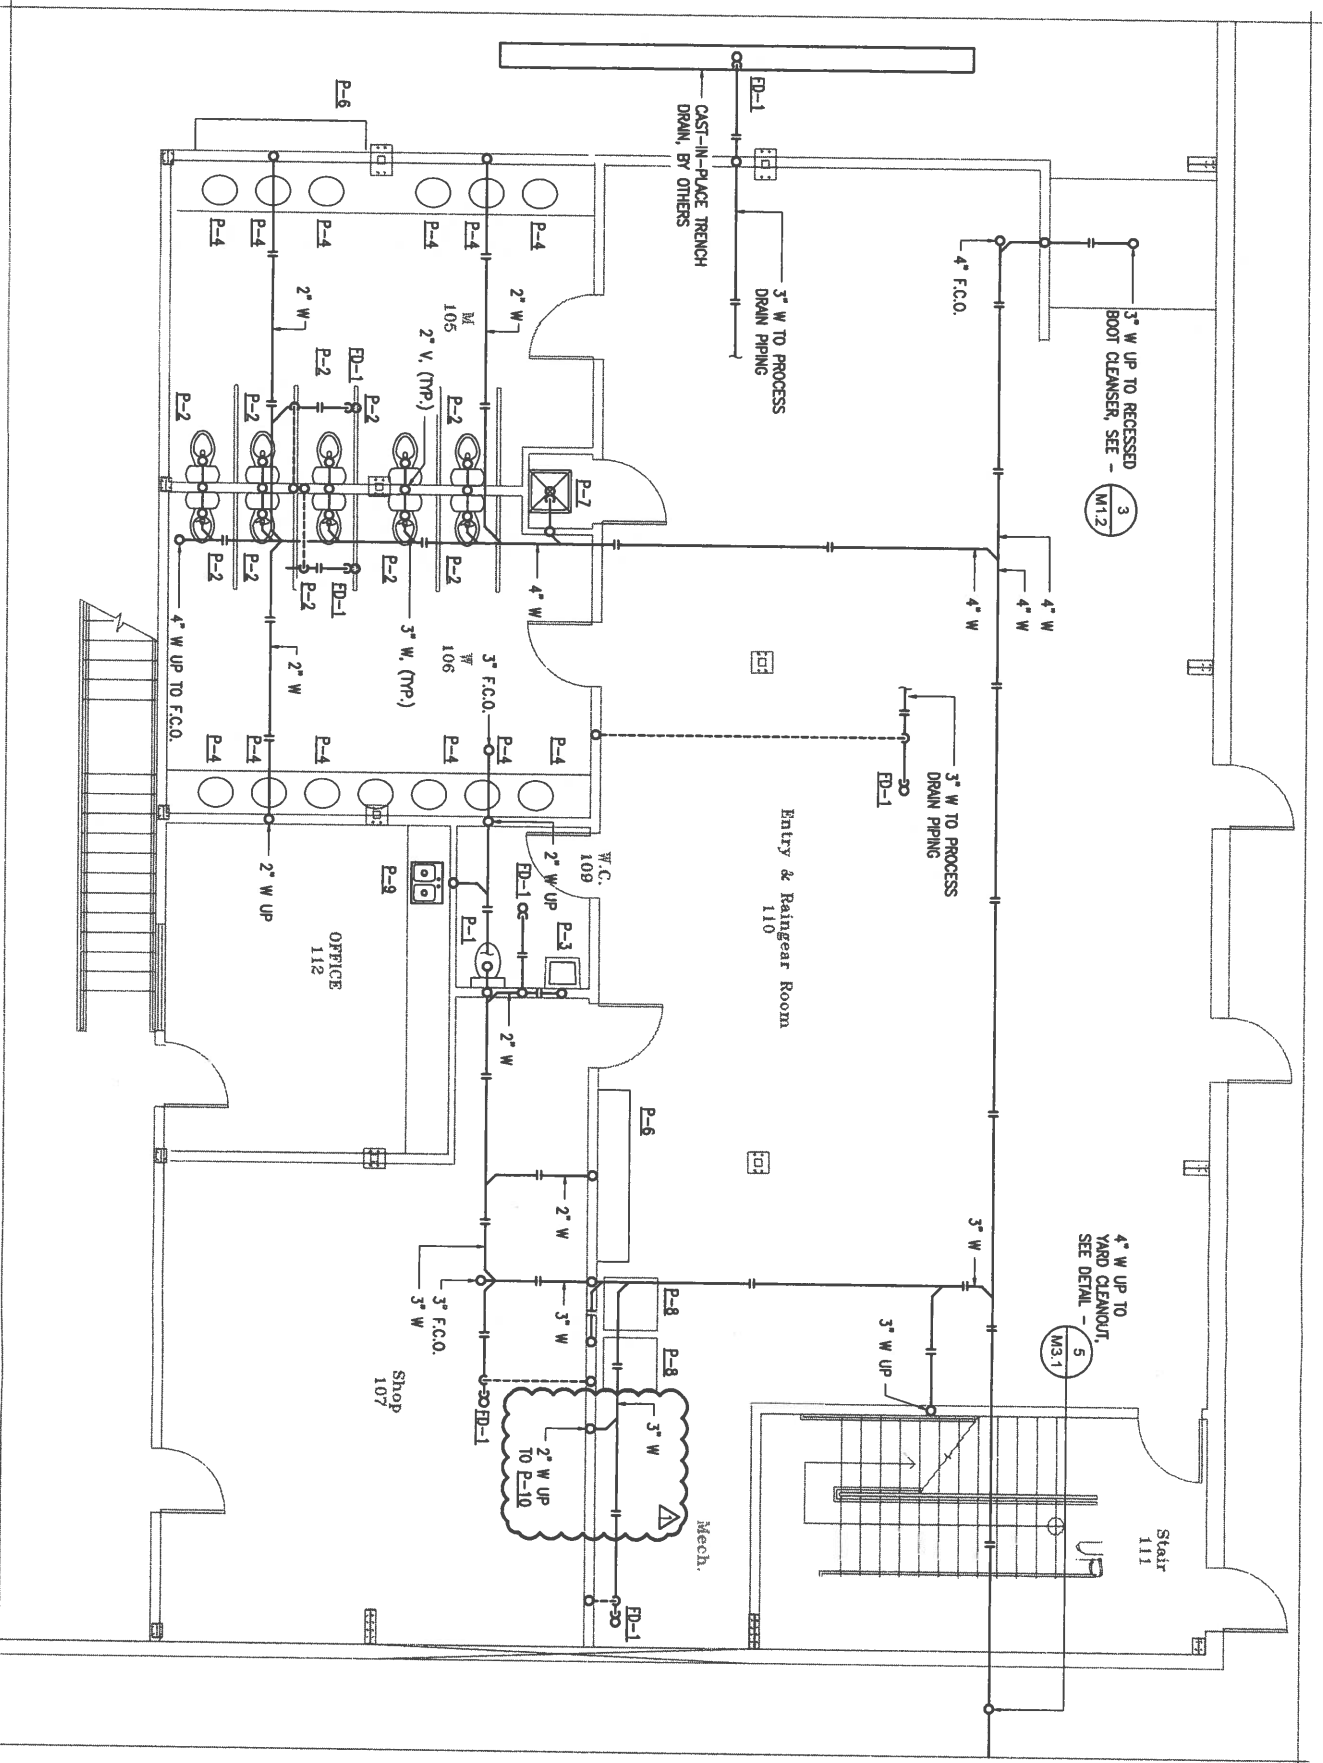 P-6
FD-1
CAST-IN-PLACE TRENCH
DRAIN, BY OTHERS
3" W TO PROCESS
DRAIN PIPING
4" F.C.O.
3" W UP TO RECESSED
BOOT CLEANSER, SEE -
3
M1.2
P-4
P-4
P-4
P-4
P-4
P-4
2" W
M
105
2" W
2" V. (TYP.)
P-2
P-2
P-2
FD-1
P-2
P-2
P-7
P-2
P-2
P-2
FD-1
P-2
P-2
4" W
4" W
4" W
4" W
4" W UP TO F.C.O.
2" W
3" W. (TYP.)
W
106
3" F.C.O.
P-4
P-4
P-4
P-4
P-4
P-4
3" W TO PROCESS
DRAIN PIPING
FD-1
Entry & Raingear Room
110
2" W UP
P-9
P-1
2" W UP
FD-1
W.C.
109
P-3
OFFICE
112
2" W
P-6
2" W
3" W
3" F.C.O.
3" W
3" W
P-8
P-8
3" W
3" W UP
4" W UP TO
YARD CLEANOUT,
SEE DETAIL -
5
M3.1
Shop
107
FD-1
2" W UP
TO P-10
3" W
1
Mech.
FD-1
Stair
111